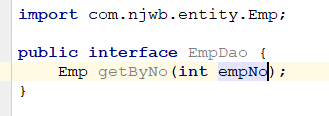 import com.njwb.entity.Emp;
public interface EmpDao {
    Emp getByNo(int empNo);
}